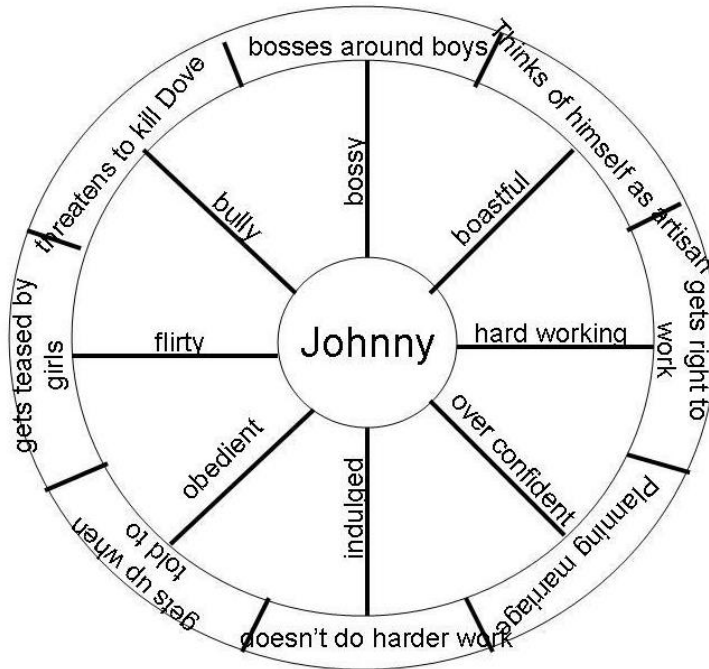 bosses around boys
Thinks of himself as artisan
gets right to
work
Planning marriage
doesn't do harder work
gets up when
told to
gets teased by
girls
threatens to kill Dove
bossy
boastful
hard working
over confident
indulged
obedient
flirty
bully
Johnny